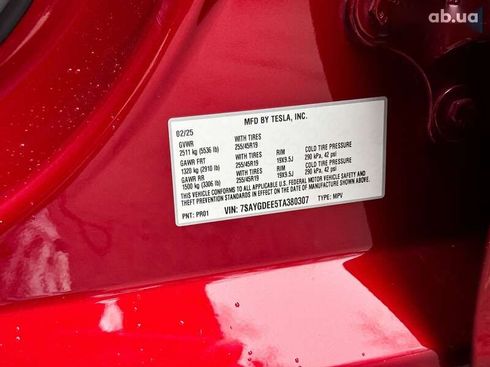 ab.ua
MFD BY TESLA, INC.
02/25
GVWR WITH TIRES
2511 kg (5536 lb) 255/45R19
GAWR FRT WITH TIRES RIM COLD TIRE PRESSURE
1320 kg (2910 lb) 255/45R19 19X9.5J 290 kPa, 42 psi
GAWR RR WITH TIRES RIM COLD TIRE PRESSURE
1500 kg (3306 lb) 255/45R19 19X9.5J 290 kPa, 42 psi
THIS VEHICLE CONFORMS TO ALL APPLICABLE U.S. FEDERAL MOTOR VEHICLE SAFETY AND
THEFT PREVENTION STANDARDS IN EFFECT ON THE DATE OF MANUFACTURE SHOWN ABOVE.
PNT: PR01 VIN: 7SAYGDEE5TA380307 TYPE: MPV